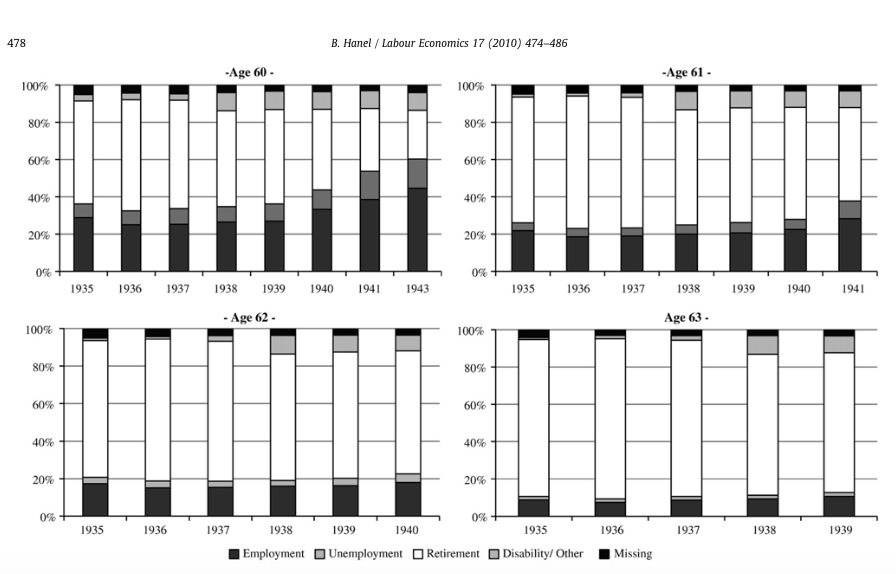 478
B. Hanel / Labour Economics 17 (2010) 474–486
-Age 60 -
100%
80%
60%
40%
20%
0%
1935 1936 1937 1938 1939 1940 1941 1943
-Age 61 -
100%
80%
60%
40%
20%
0%
1935 1936 1937 1938 1939 1940 1941
- Age 62 -
100%
80%
60%
40%
20%
0%
1935 1936 1937 1938 1939 1940
Age 63 -
100%
80%
60%
40%
20%
0%
1935 1936 1937 1938 1939
Employment Unemployment Retirement Disability/ Other Missing